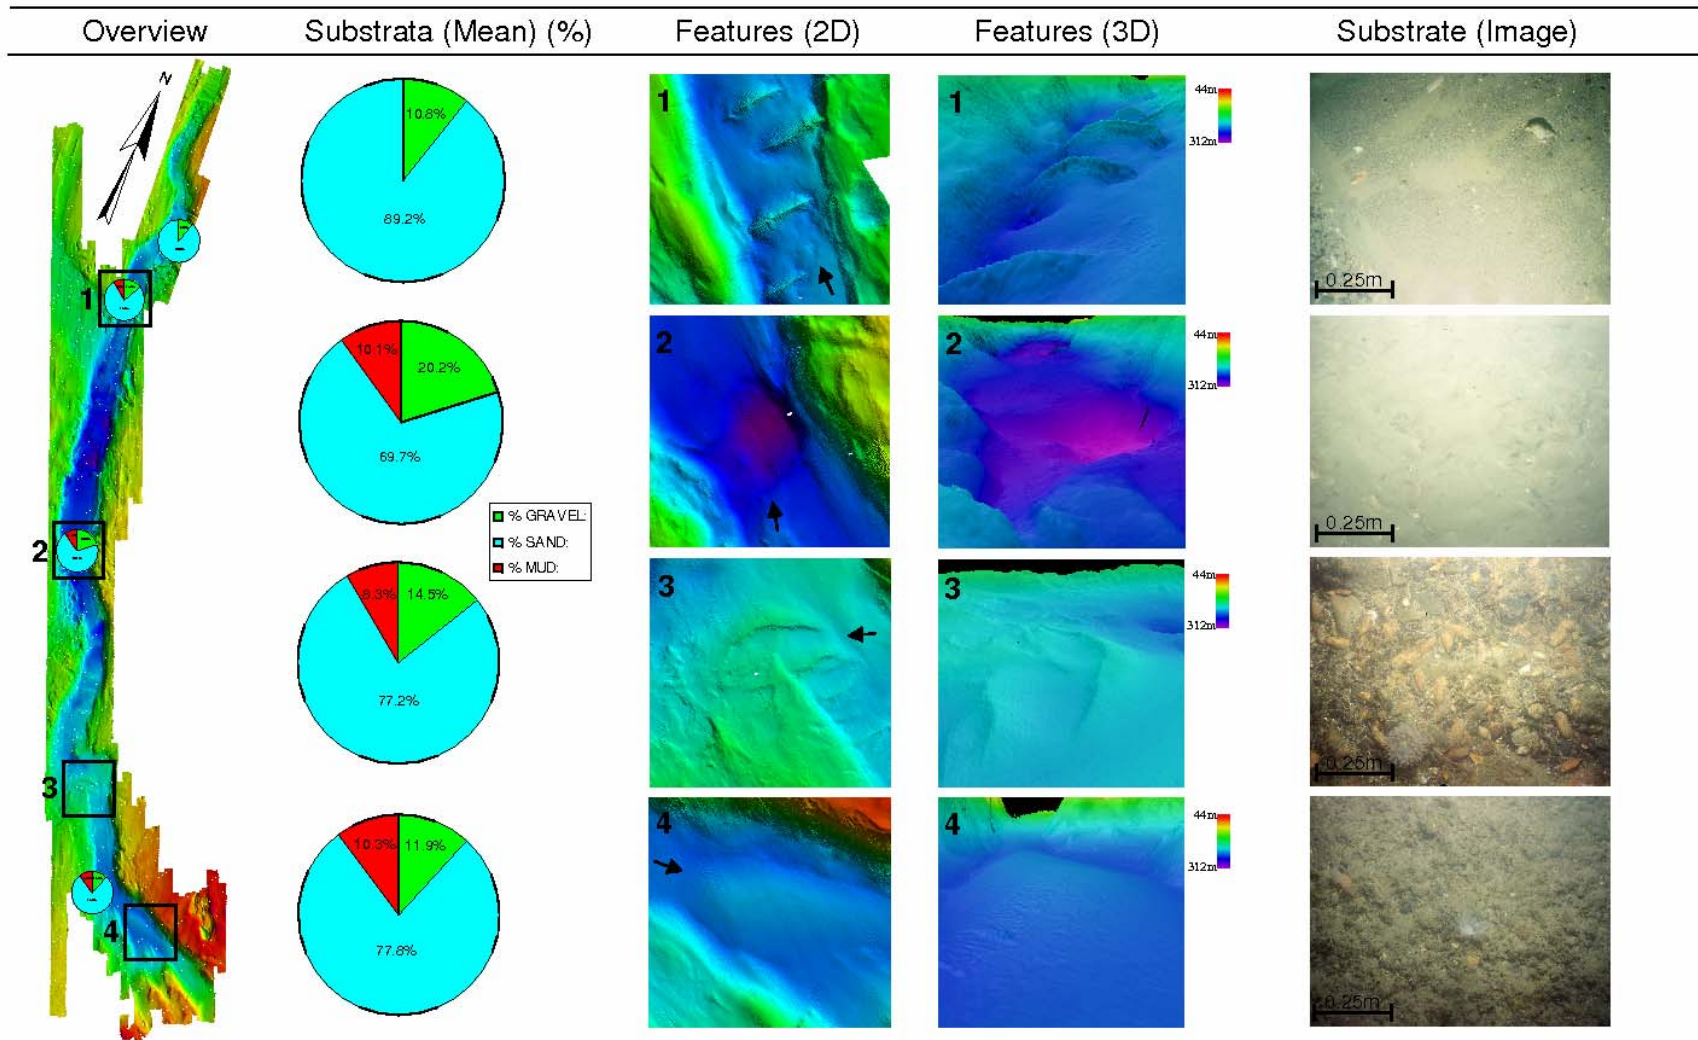 Overview Substrata (Mean) (%) Features (2D) Features (3D) Substrate (Image)
N
1
2
3
4
10.8%
89.2%
1
1
44m
312m
0.25m
10.1%
20.2%
69.7%
2
2
44m
312m
0.25m
% GRAVEL:
% SAND:
% MUD:
8.3%
14.5%
77.2%
3
3
44m
312m
0.25m
10.3%
11.9%
77.8%
4
4
44m
312m
0.25m